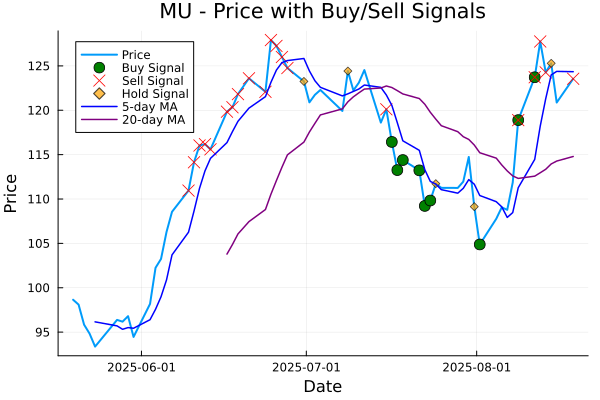 MU - Price with Buy/Sell Signals
Price
Buy Signal
Sell Signal
Hold Signal
5-day MA
20-day MA
125
120
115
110
105
100
95
Price
2025-06-01
2025-07-01
2025-08-01
Date